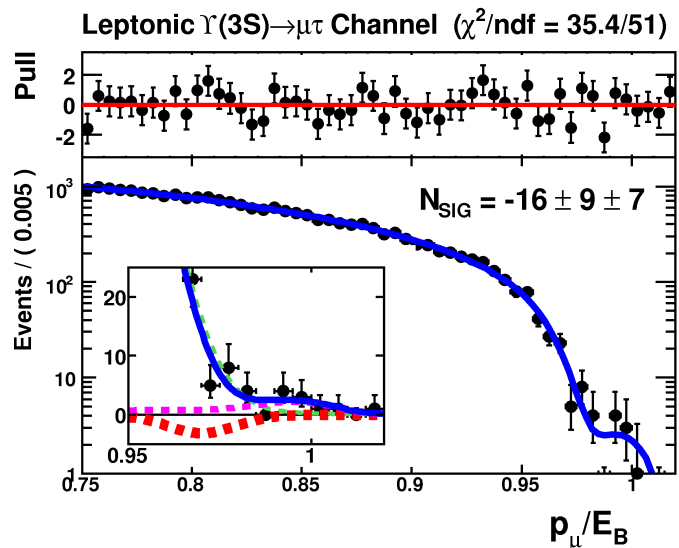 Leptonic ϒ(3S)→μτ Channel (χ²/ndf = 35.4/51)
Pull
2
0
-2
Events / ( 0.005 )
10³
10²
10
1
N_SIG = -16 ± 9 ± 7
20
10
0
0.95 1
0.75 0.8 0.85 0.9 0.95 1
p_μ/E_B